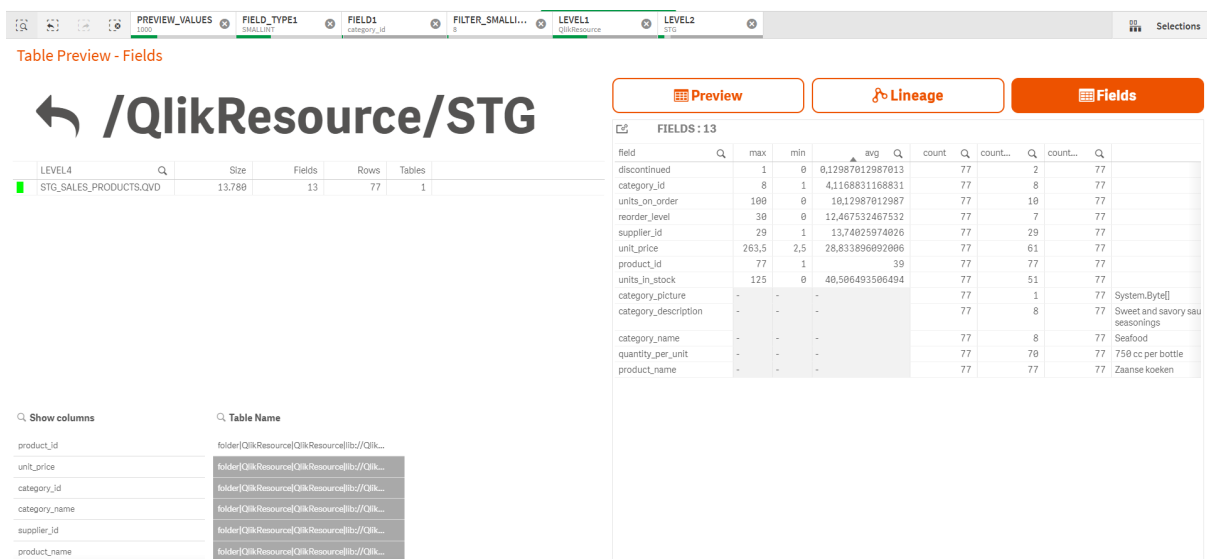 PREVIEW_VALUES
1000
FIELD_TYPE1
SMALLINT
FIELD1
category_id
FILTER_SMALLI...
8
LEVEL1
QlikResource
LEVEL2
STG
Selections
Table Preview - Fields
/QlikResource/STG
Preview
Lineage
Fields
LEVEL4 Size Fields Rows Tables
STG_SALES_PRODUCTS.QVD 13.780 13 77 1
FIELDS : 13
field max min avg count count... count...
discontinued 1 0 0,12987012987013 77 2 77
category_id 8 1 4,1168831168831 77 8 77
units_on_order 100 0 10,12987012987 77 10 77
reorder_level 30 0 12,467532467532 77 7 77
supplier_id 29 1 13,74025974026 77 29 77
unit_price 263,5 2,5 28,833896092006 77 61 77
product_id 77 1 39 77 77 77
units_in_stock 125 0 40,506493506494 77 51 77
category_picture - - - 77 1 77 System.Byte[]
category_description - - - 77 8 77 Sweet and savory sau
seasonings
category_name - - - 77 8 77 Seafood
quantity_per_unit - - - 77 70 77 750 cc per bottle
product_name - - - 77 77 77 Zaanse koeken
Show columns
product_id
unit_price
category_id
category_name
supplier_id
product_name
Table Name
folder|QlikResource|QlikResource|lib://Qlik...
folder|QlikResource|QlikResource|lib://Qlik...
folder|QlikResource|QlikResource|lib://Qlik...
folder|QlikResource|QlikResource|lib://Qlik...
folder|QlikResource|QlikResource|lib://Qlik...
folder|QlikResource|QlikResource|lib://Qlik...